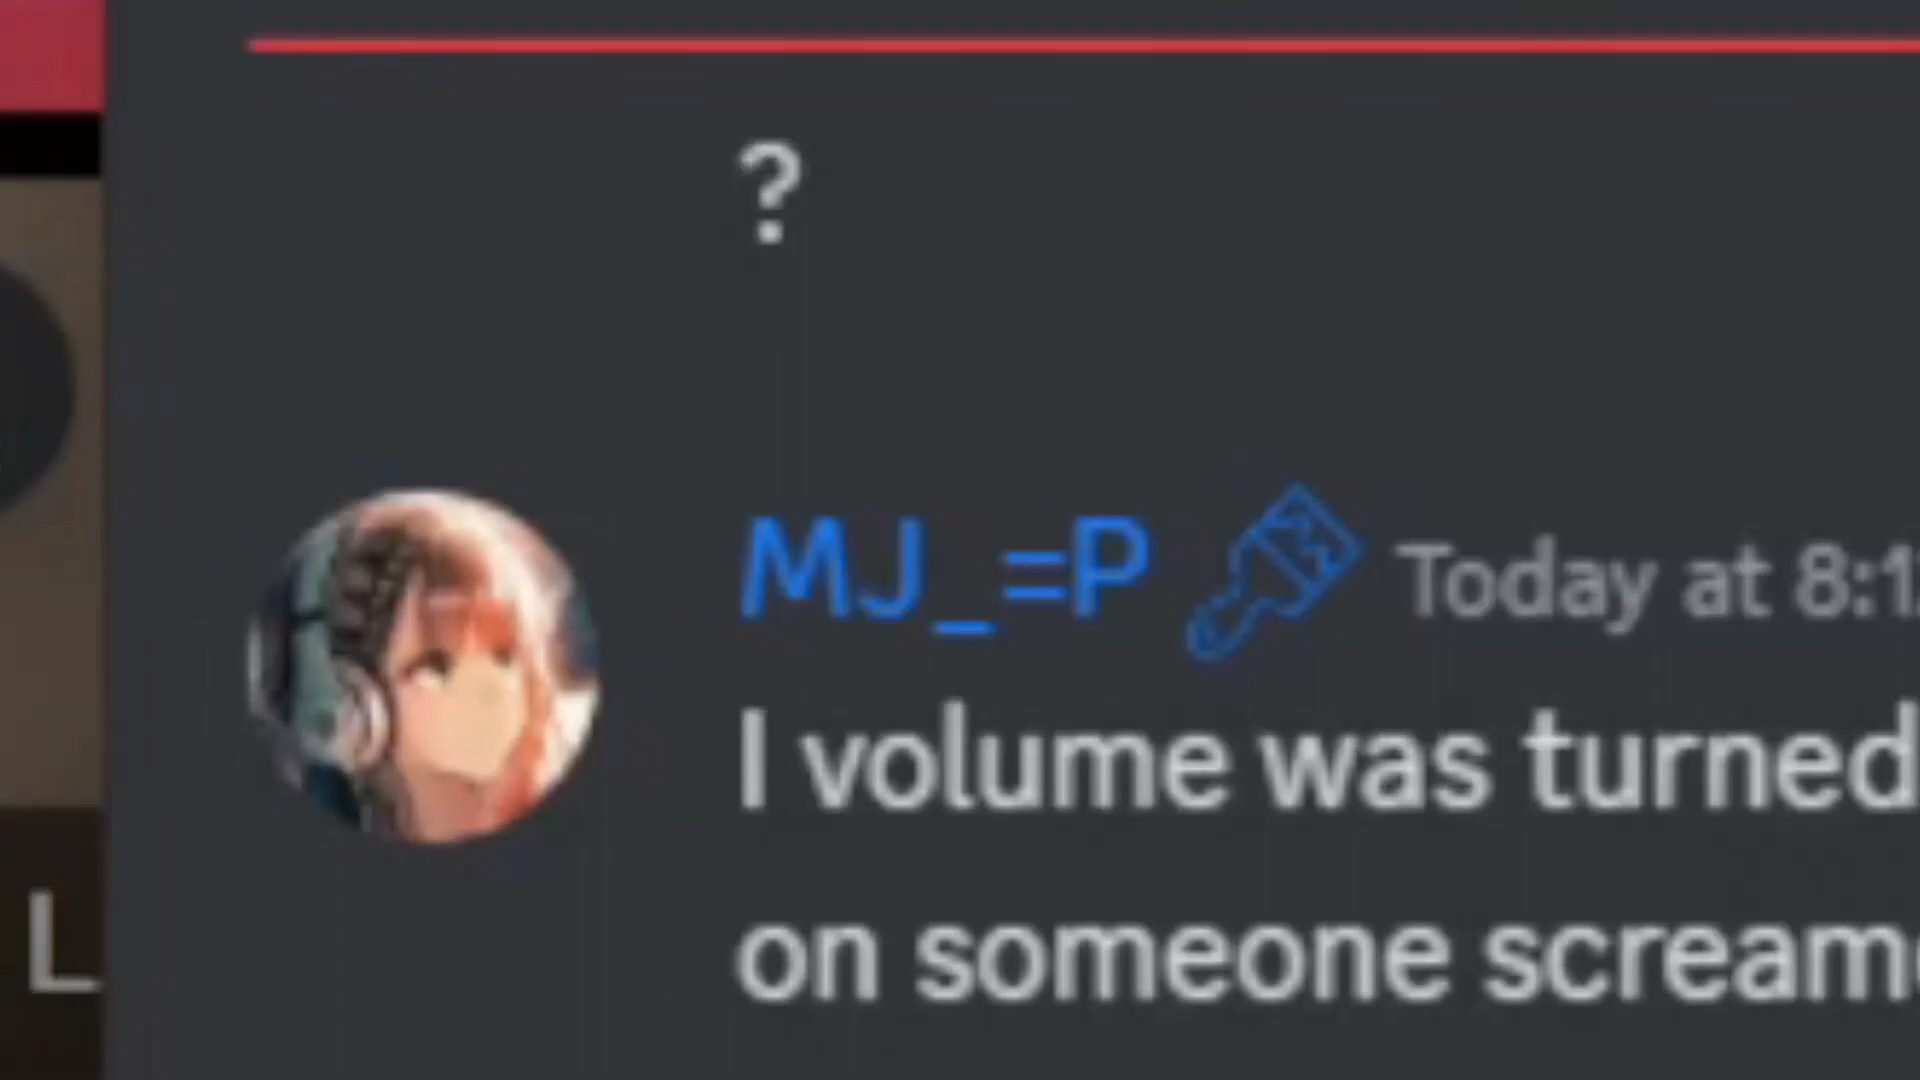 ?
MJ_=P Today at
I volume was turned
on someone
L